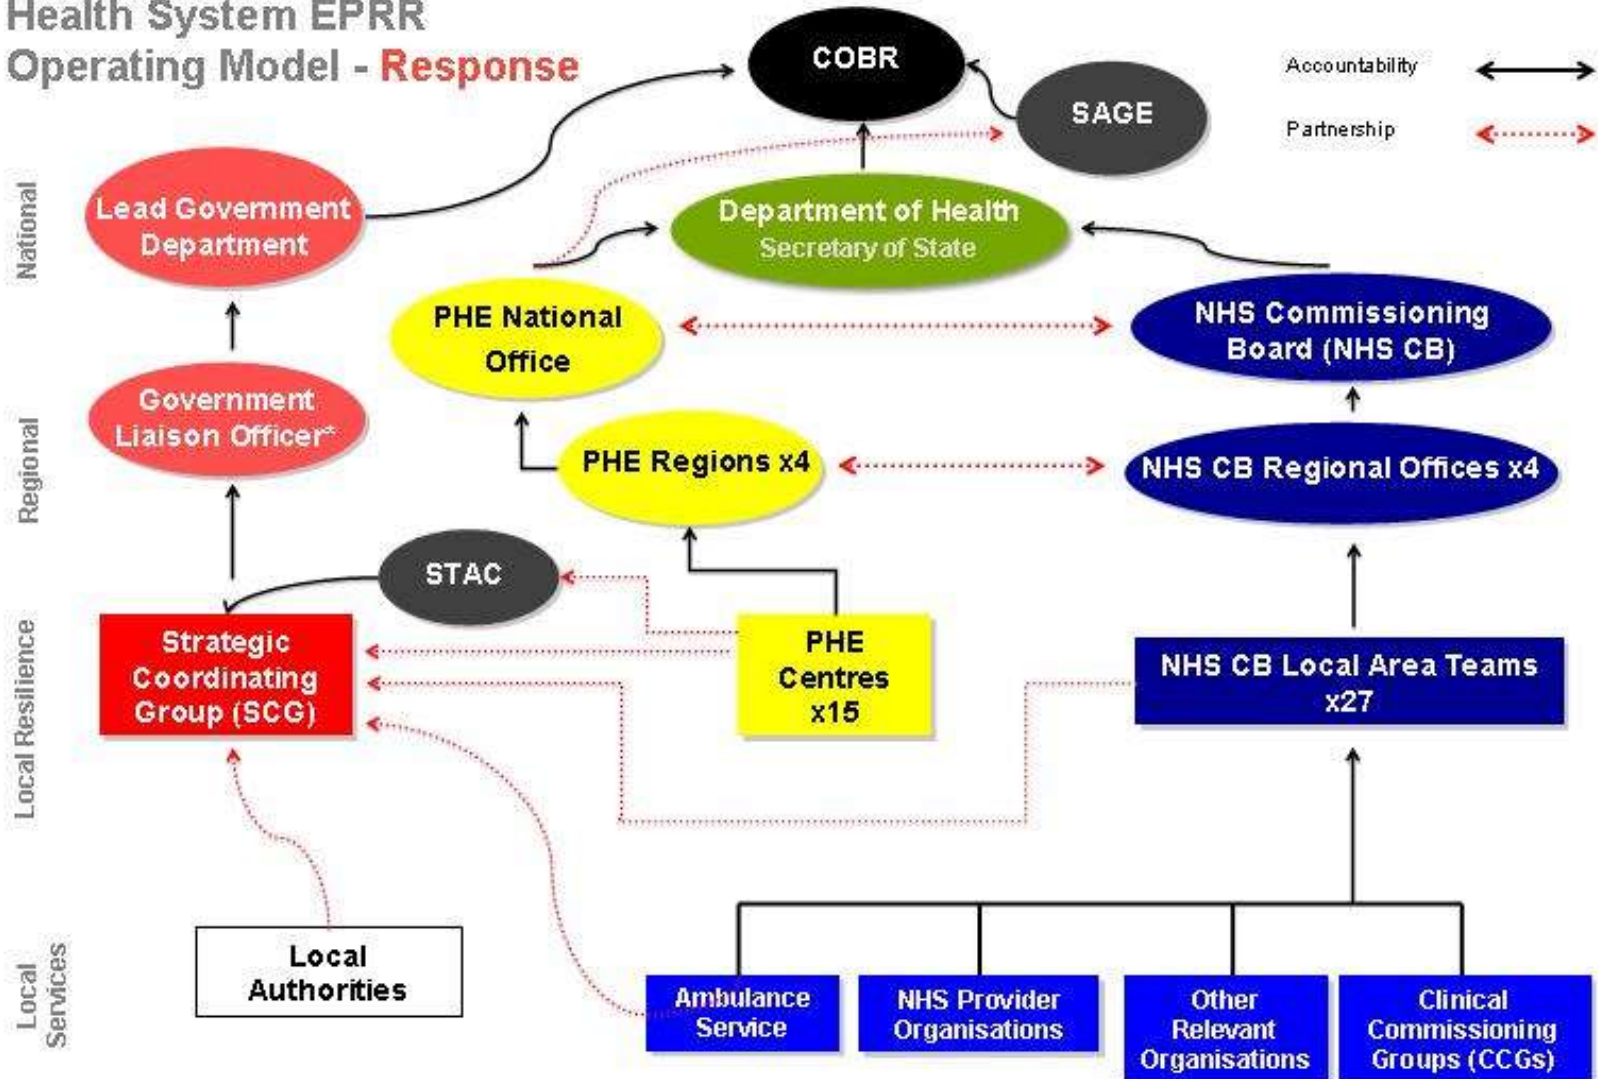 Health System EPRR
Operating Model - Response
COBR
SAGE
Accountability
Partnership
National
Lead Government
Department
Department of Health
Secretary of State
PHE National
Office
NHS Commissioning
Board (NHS CB)
Regional
Government
Liaison Officer*
PHE Regions x4
NHS CB Regional Offices x4
STAC
Local Resilience
Strategic
Coordinating
Group (SCG)
PHE
Centres
x15
NHS CB Local Area Teams
x27
Local
Services
Local
Authorities
Ambulance
Service
NHS Provider
Organisations
Other
Relevant
Organisations
Clinical
Commissioning
Groups (CCGs)